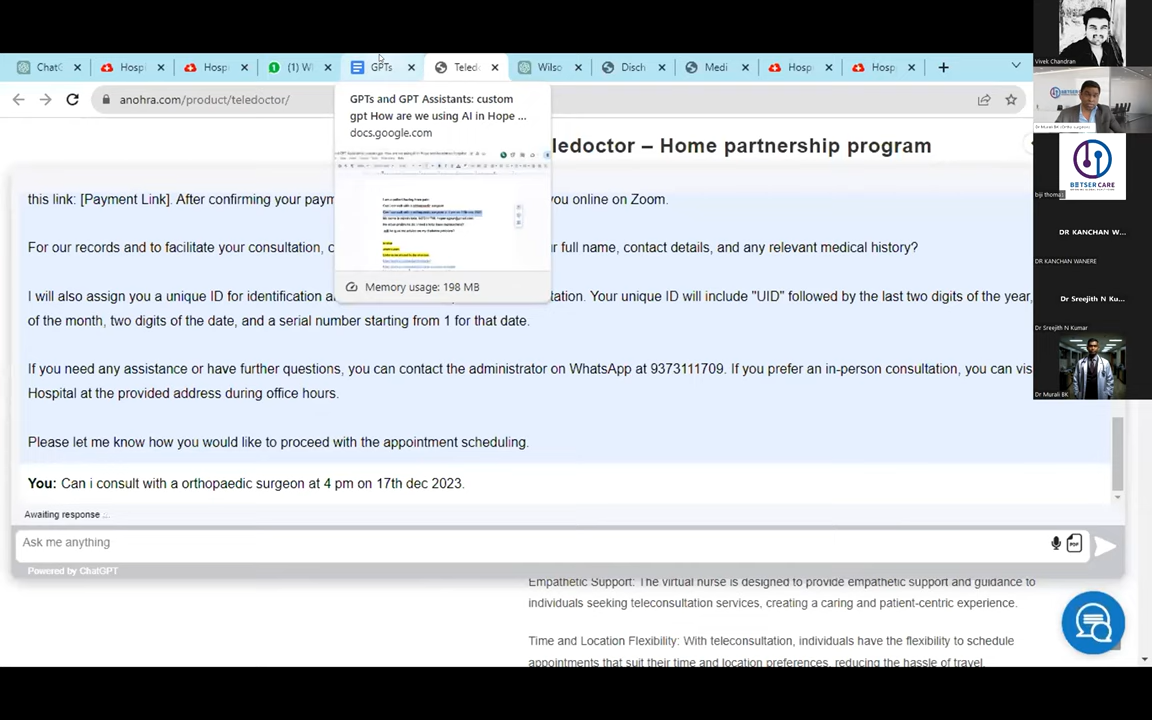 ChatG
Hospi
Hospi
(1) W
GPTs
Teled
Wilso
Disch
Medi
Hosp
Hosp
anohra.com/product/teledoctor/
GPTs and GPT Assistants: custom
gpt How are we using AI in Hope ...
docs.google.com
Memory usage: 198 MB
ledoctor – Home partnership program
this link: [Payment Link]. After confirming your paym
ou online on Zoom.
For our records and to facilitate your consultation, c
r full name, contact details, and any relevant medical history?
I will also assign you a unique ID for identification a
tation. Your unique ID will include "UID" followed by the last two digits of the year,
of the month, two digits of the date, and a serial number starting from 1 for that date.
If you need any assistance or have further questions, you can contact the administrator on WhatsApp at 9373111709. If you prefer an in-person consultation, you can vis
Hospital at the provided address during office hours.
Please let me know how you would like to proceed with the appointment scheduling.
You: Can i consult with a orthopaedic surgeon at 4 pm on 17th dec 2023.
Awaiting response ...
Ask me anything
PDF
Powered by ChatGPT
Empathetic Support: The virtual nurse is designed to provide empathetic support and guidance to
individuals seeking teleconsultation services, creating a caring and patient-centric experience.
Time and Location Flexibility: With teleconsultation, individuals have the flexibility to schedule
appointments that suit their time and location preferences, reducing the hassle of travel.
Vivek Chandran
BETSER CARE
biji thomas
DR KANCHAN W...
DR KANCHAN WANERE
Dr Sreejith N Ku...
Dr Sreejith N Kumar
Dr Murali BK